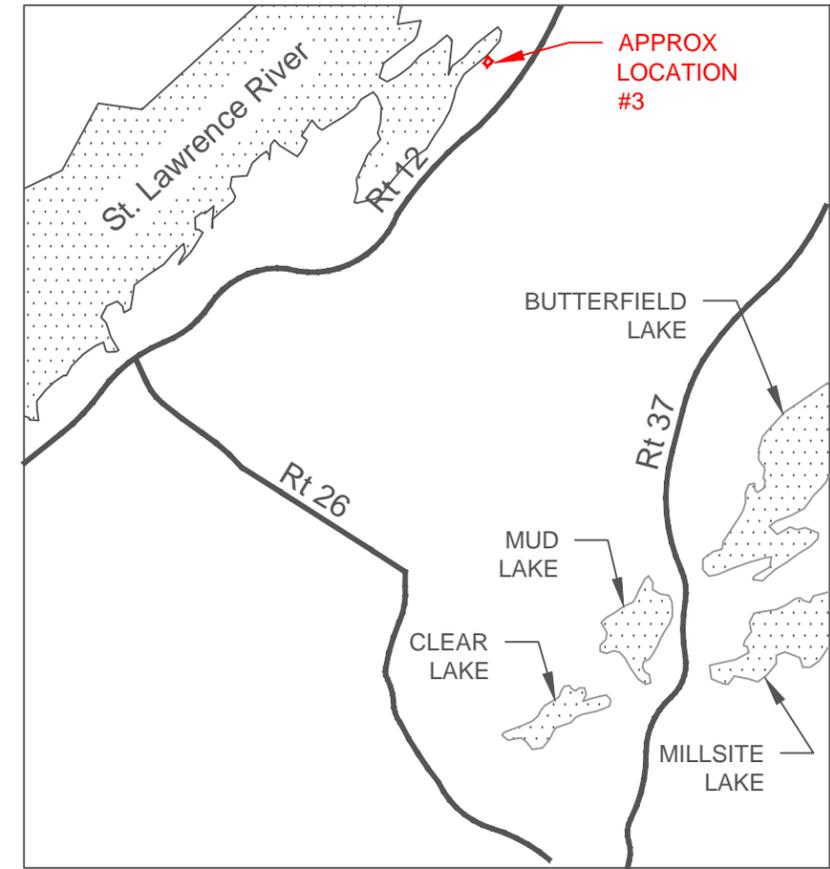 APPROX
LOCATION
#3
St. Lawrence River
Rt 12
BUTTERFIELD
LAKE
Rt 37
Rt 26
MUD
LAKE
CLEAR
LAKE
MILLSITE
LAKE